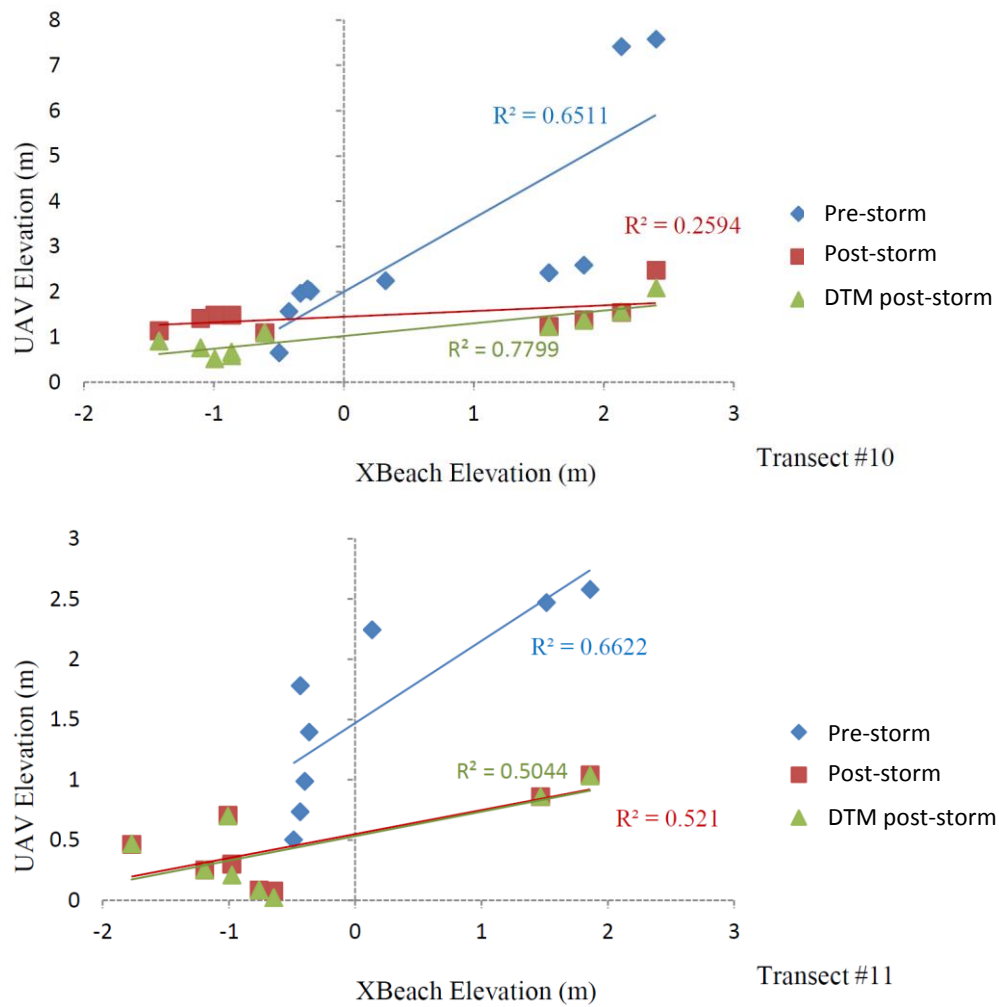 8
7
6
5
4
3
2
1
0
-2
-1
0
1
2
3
UAV Elevation (m)
XBeach Elevation (m)
R² = 0.6511
R² = 0.2594
R² = 0.7799
Pre-storm
Post-storm
DTM post-storm
Transect #10
3
2.5
2
1.5
1
0.5
0
-2
-1
0
1
2
3
UAV Elevation (m)
XBeach Elevation (m)
R² = 0.6622
R² = 0.5044
R² = 0.521
Pre-storm
Post-storm
DTM post-storm
Transect #11